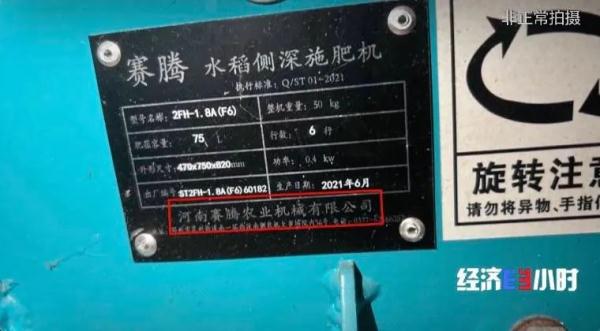 非正常拍摄
赛腾 水稻侧深施肥机
执行标准: Q/ST 01-2021
型号名称: 2FH-1.8A(F6) 整机重量: 50 kg
肥箱容量: 75 L 行数: 6 行
外形尺寸: 470x750x820mm 功率: 0.4 kw
出厂编号: ST2FH-1.8A(F6)60182 生产日期: 2021年6月
河南赛腾农业机械有限公司
旋转注意
请勿将异物、手指
经济 小时